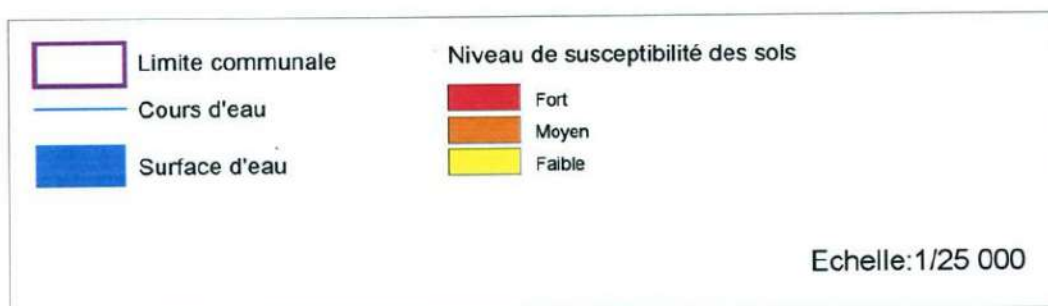 Limite communale
Cours d'eau
Surface d'eau
Niveau de susceptibilité des sols
Fort
Moyen
Faible
Echelle:1/25 000